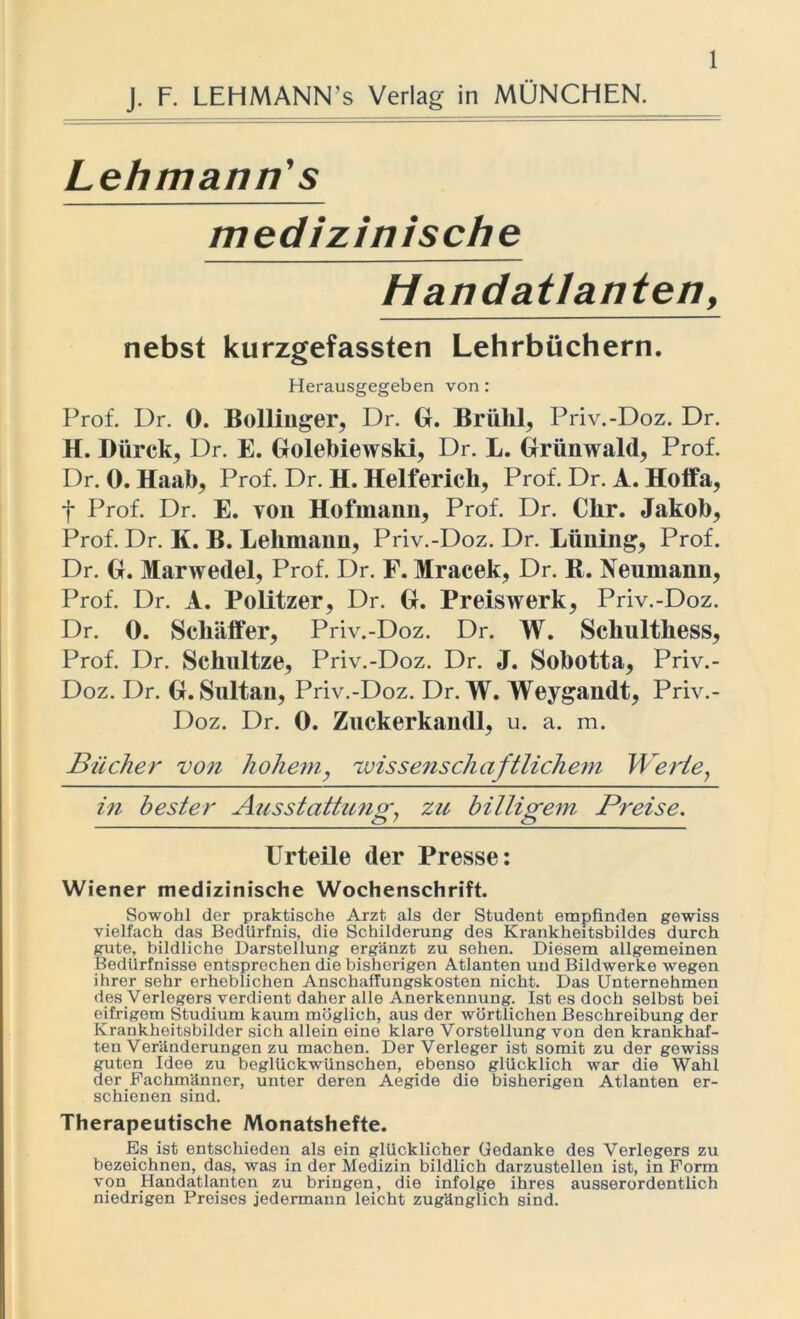 1
J. F. LEHMANN's Verlag in MÜNCHEN.
Lehmann's
medizinische
Handatlanten,
nebst kurzgefassten Lehrbüchern.
Herausgegeben von:
Prof. Dr. O. Bollinger, Dr. G. Brühl, Priv.-Doz. Dr.
H. Dürck, Dr. E. Golebiewski, Dr. L. Grünwald, Prof.
Dr. O. Haab, Prof. Dr. H. Helferich, Prof. Dr. A. Hoffa,
† Prof. Dr. E. von Hofmann, Prof. Dr. Chr. Jakob,
Prof. Dr. K. B. Lehmann, Priv.-Doz. Dr. Lüning, Prof.
Dr. G. Marwedel, Prof. Dr. F. Mracek, Dr. R. Neumann,
Prof. Dr. A. Politzer, Dr. G. Preiswerk, Priv.-Doz.
Dr. O. Schäffer, Priv.-Doz. Dr. W. Schulthess,
Prof. Dr. Schultze, Priv.-Doz. Dr. J. Sobotta, Priv.-
Doz. Dr. G. Sultan, Priv.-Doz. Dr. W. Weygandt, Priv.-
Doz. Dr. O. Zuckerkandl, u. a. m.
Bücher von hohem, wissenschaftlichem Werte,
in bester Ausstattung, zu billigem Preise.
Urteile der Presse:
Wiener medizinische Wochenschrift.
Sowohl der praktische Arzt als der Student empfinden gewiss
vielfach das Bedürfnis, die Schilderung des Krankheitsbildes durch
gute, bildliche Darstellung ergänzt zu sehen. Diesem allgemeinen
Bedürfnisse entsprechen die bisherigen Atlanten und Bildwerke wegen
ihrer sehr erheblichen Anschaffungskosten nicht. Das Unternehmen
des Verlegers verdient daher alle Anerkennung. Ist es doch selbst bei
eifrigem Studium kaum möglich, aus der wörtlichen Beschreibung der
Krankheitsbilder sich allein eine klare Vorstellung von den krankhaf-
ten Veränderungen zu machen. Der Verleger ist somit zu der gewiss
guten Idee zu beglückwünschen, ebenso glücklich war die Wahl
der Fachmänner, unter deren Aegide die bisherigen Atlanten er-
schienen sind.
Therapeutische Monatshefte.
Es ist entschieden als ein glücklicher Gedanke des Verlegers zu
bezeichnen, das, was in der Medizin bildlich darzustellen ist, in Form
von Handatlanten zu bringen, die infolge ihres ausserordentlich
niedrigen Preises jedermann leicht zugänglich sind.